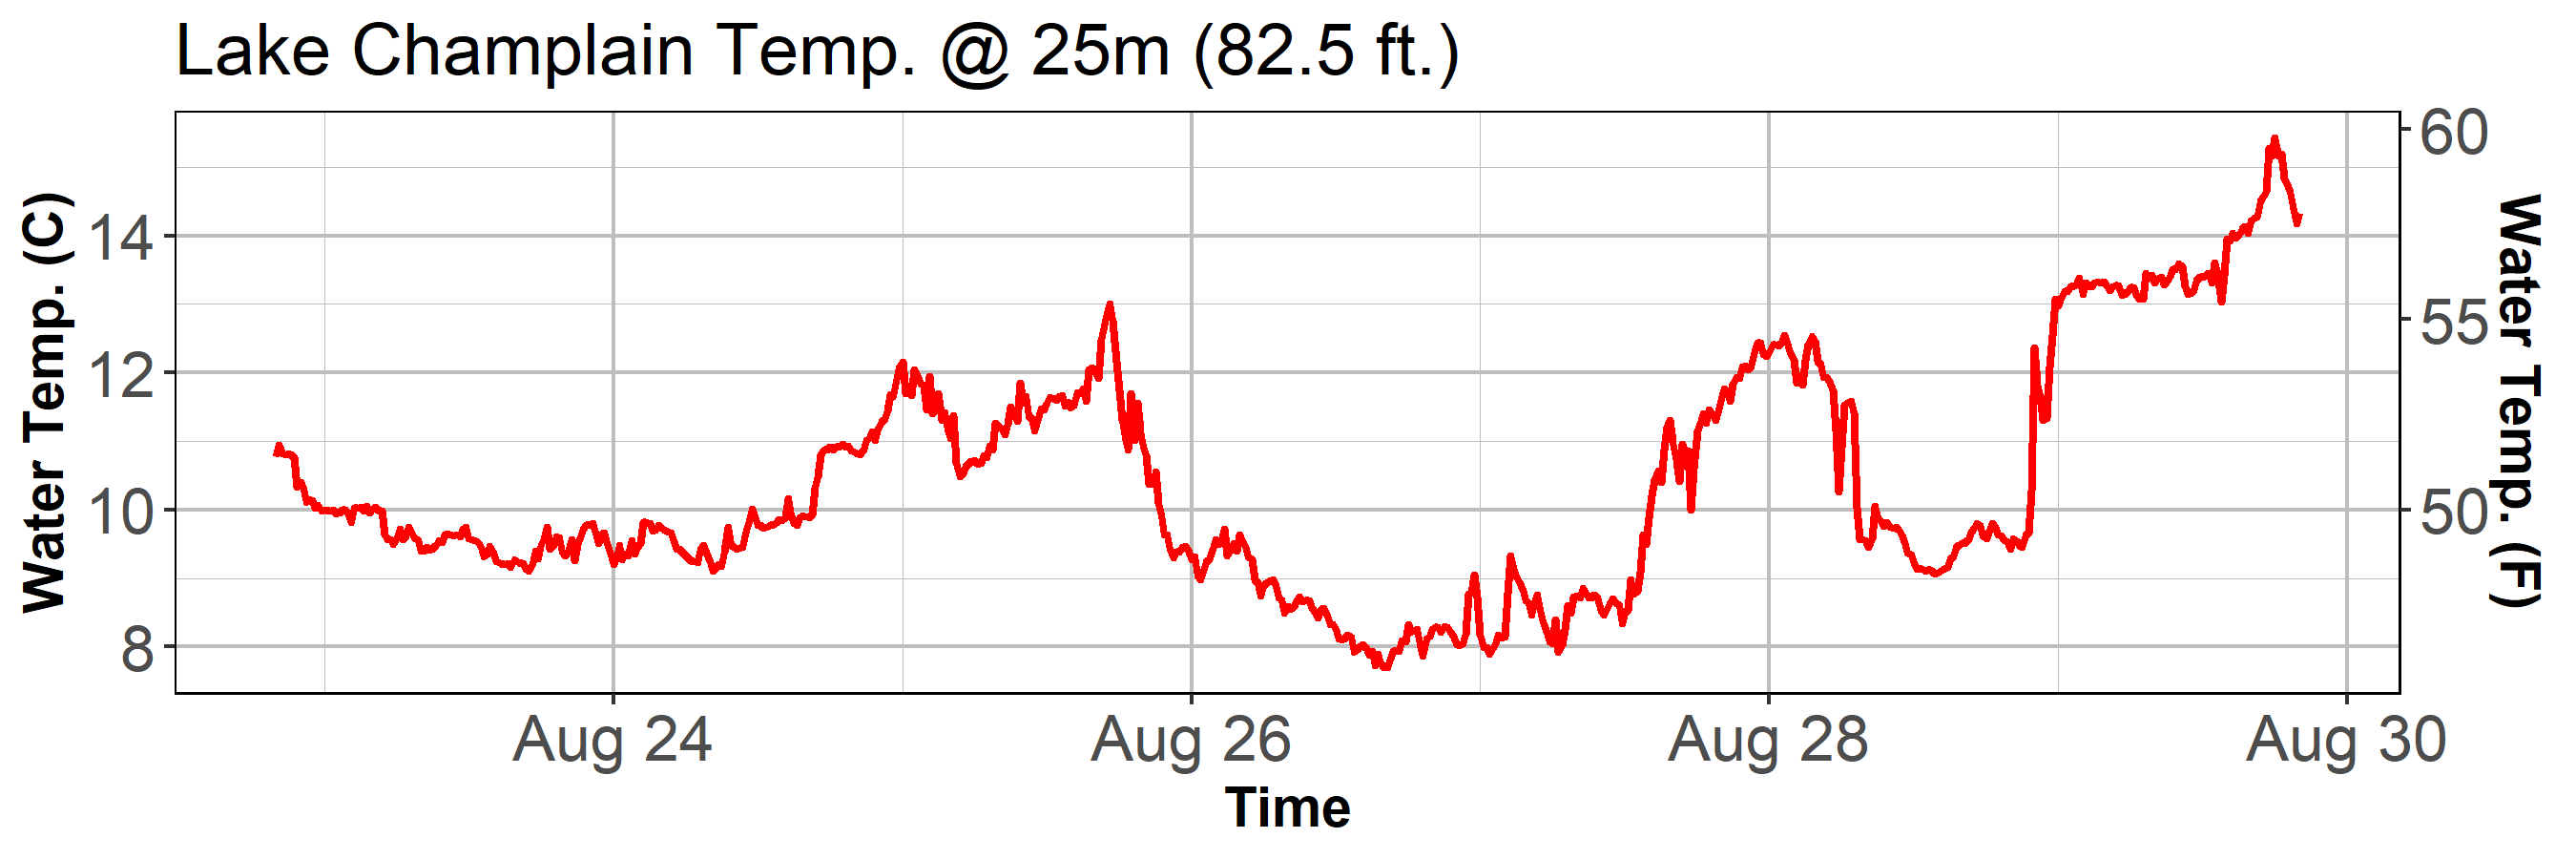 Lake Champlain Temp. @ 25m (82.5 ft.)
Water Temp. (C)
14
12
10
8
60
55
50
Water Temp. (F)
Aug 24
Aug 26
Aug 28
Aug 30
Time